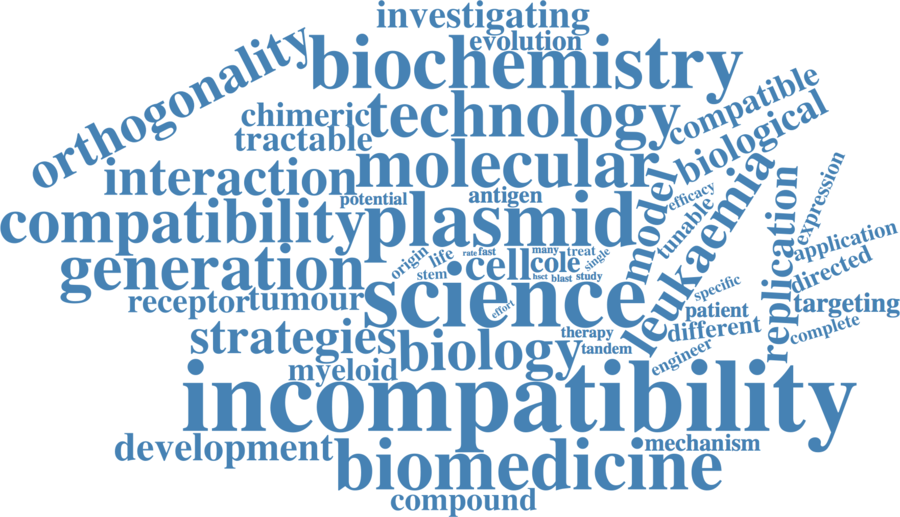 investigating
evolution
biochemistry
orthogonality
chimeric
technology
compatible
tractable
molecular
biological
interaction
potential
antigen
model
efficacy
leukaemia
expression
compatibility
plasmid
tunable
replication
generation
origin
life
rate
fast
many
treat
single
application
stem
cell
cole
hsct
blast
study
directed
receptor
tumour
science
effort
specific
patient
targeting
strategies
biology
therapy
different
complete
tandem
engineer
myeloid
incompatibility
development
biomedicine
mechanism
compound